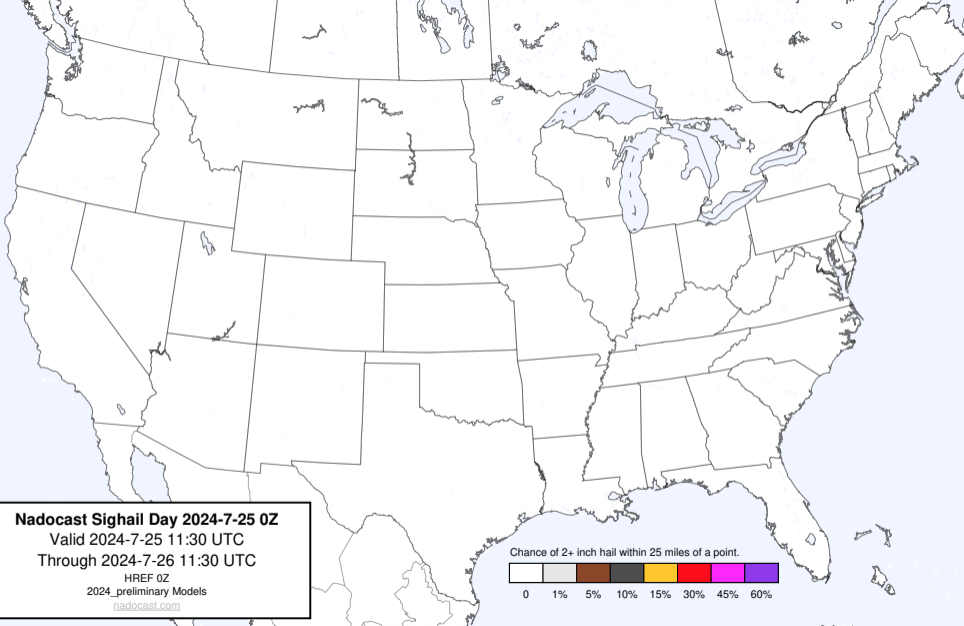 Nadocast Sighail Day 2024-7-25 0Z
Valid 2024-7-25 11:30 UTC
Through 2024-7-26 11:30 UTC
HREF 0Z
2024_preliminary Models
nadocast.com
Chance of 2+ inch hail within 25 miles of a point.
0 1% 5% 10% 15% 30% 45% 60%